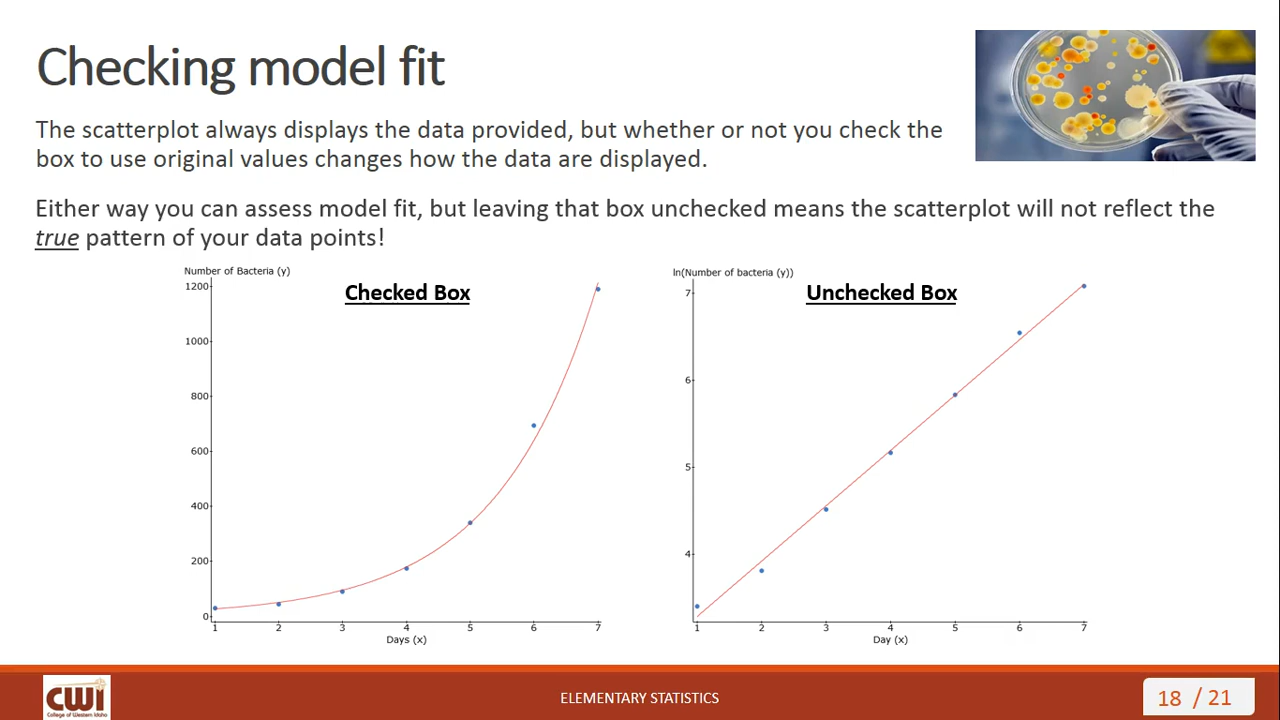 Checking model fit
The scatterplot always displays the data provided, but whether or not you check the
box to use original values changes how the data are displayed.
Either way you can assess model fit, but leaving that box unchecked means the scatterplot will not reflect the
true pattern of your data points!
Number of Bacteria (y)
Checked Box
1200
1000
800
600
400
200
0
1 2 3 4 5 6 7
Days (x)
ln(Number of bacteria (y))
Unchecked Box
7
6
5
4
1 2 3 4 5 6 7
Day (x)
CWI
College of Western Idaho
ELEMENTARY STATISTICS
18 / 21